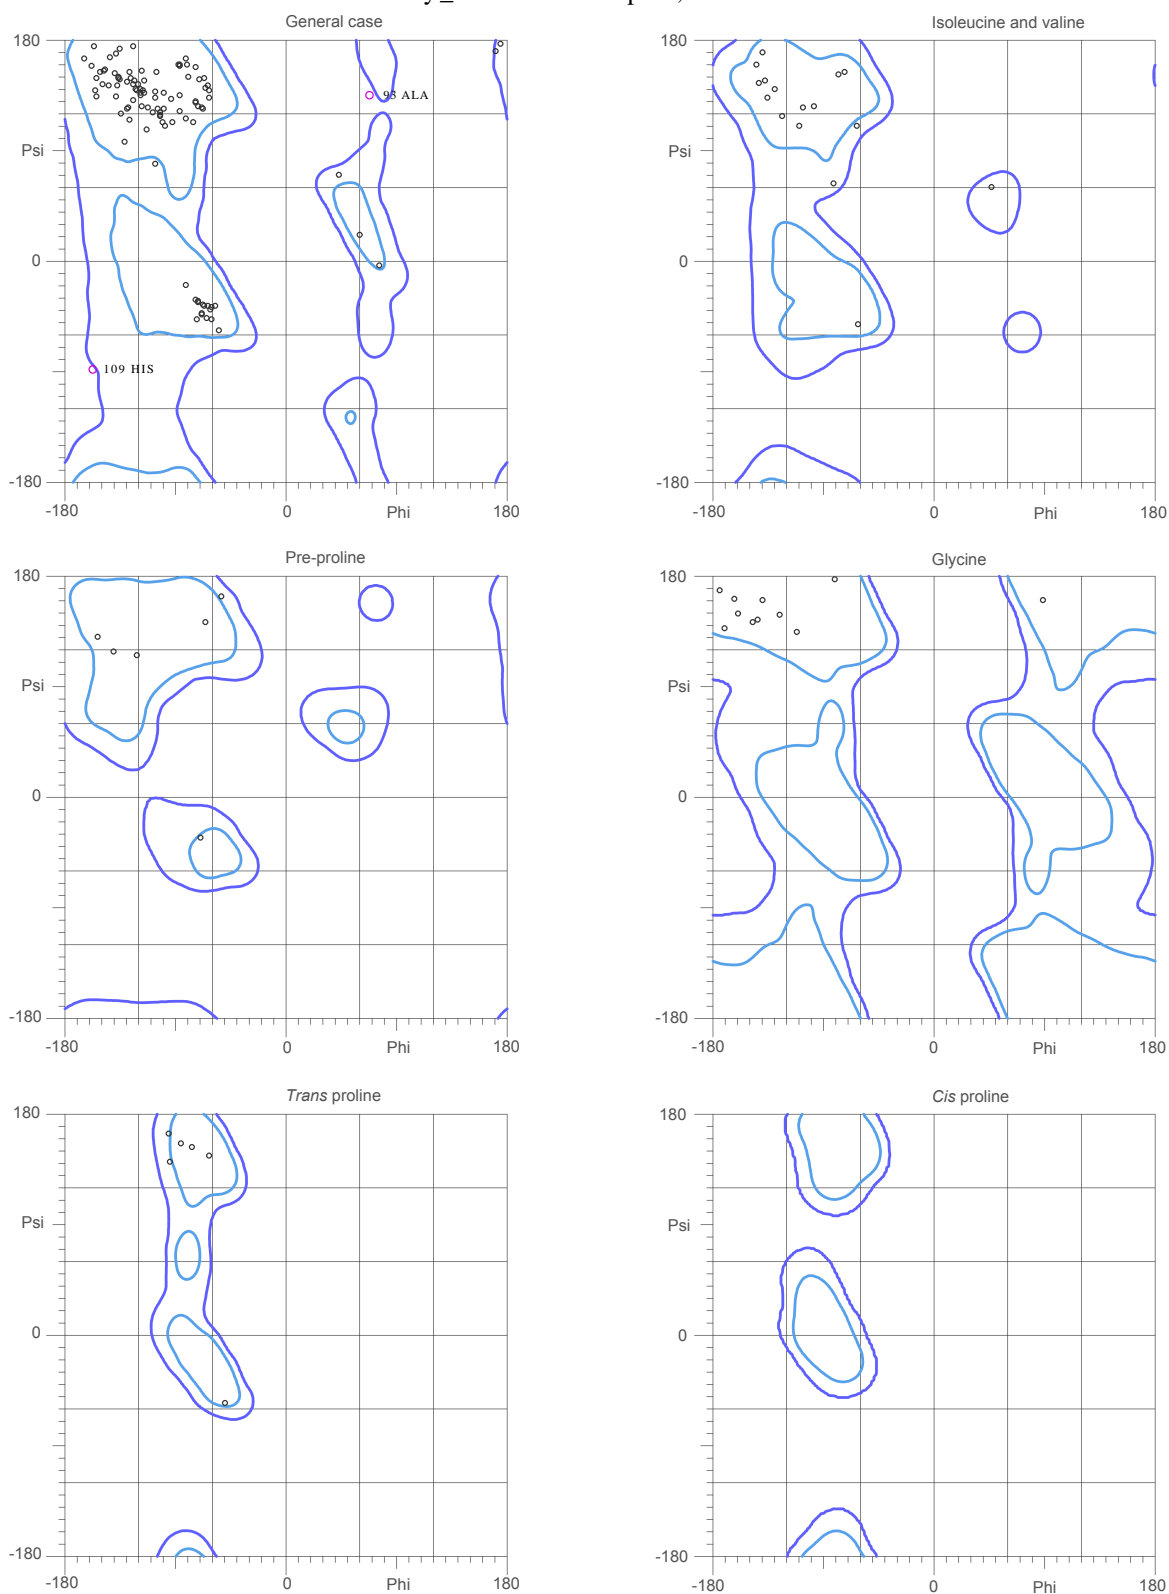 General case
Isoleucine and valine
180
Psi
0
-180
-180
0
Phi
180
93 ALA
109 HIS
180
Psi
0
-180
-180
0
Phi
180
Pre-proline
Glycine
180
Psi
0
-180
-180
0
Phi
180
180
Psi
0
-180
-180
0
Phi
180
Trans proline
Cis proline
180
Psi
0
-180
-180
0
Phi
180
180
Psi
0
-180
-180
0
Phi
180